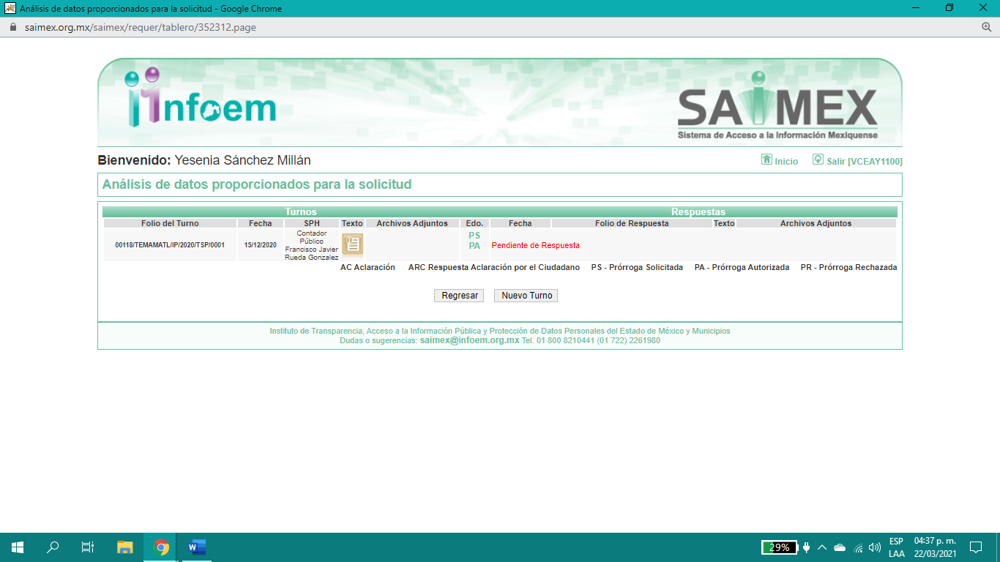 Análisis de datos proporcionados para la solicitud - Google Chrome
saimex.org.mx/saimex/requer/tablero/352312.page
infoem
SAIMEX
Sistema de Acceso a la Información Mexiquense
Bienvenido: Yesenia Sánchez Millán
Inicio Salir [VCEAY1100]
Análisis de datos proporcionados para la solicitud
Turnos Respuestas
Folio del Turno Fecha SPH Texto Archivos Adjuntos Edo. Fecha Folio de Respuesta Texto Archivos Adjuntos
00118/TEMAMATL/IP/2020/TSP/0001 15/12/2020
Contador
Público
Francisco Javier
Rueda Gonzalez
PS
PA
Pendiente de Respuesta
AC Aclaración ARC Respuesta Aclaración por el Ciudadano PS - Prórroga Solicitada PA - Prórroga Autorizada PR - Prórroga Rechazada
Regresar Nuevo Turno
Instituto de Transparencia, Acceso a la Información Pública y Protección de Datos Personales del Estado de México y Municipios
Dudas o sugerencias: saimex@infoem.org.mx Tel. 01 800 8210441 (01 722) 2261980
29%
ESP
LAA
04:37 p. m.
22/03/2021